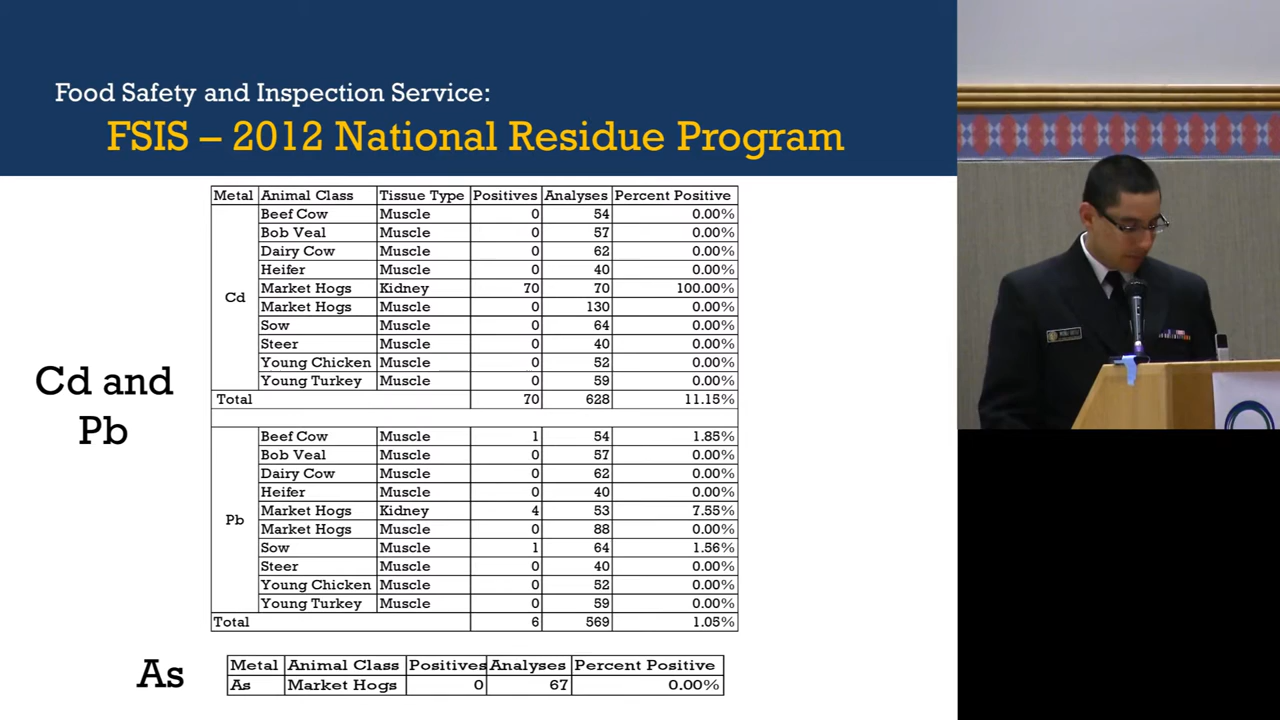 Food Safety and Inspection Service:
FSIS – 2012 National Residue Program
Metal Animal Class Tissue Type Positives Analyses Percent Positive
Cd
Beef Cow Muscle 0 54 0.00%
Bob Veal Muscle 0 57 0.00%
Dairy Cow Muscle 0 62 0.00%
Heifer Muscle 0 40 0.00%
Market Hogs Kidney 70 70 100.00%
Market Hogs Muscle 0 130 0.00%
Sow Muscle 0 64 0.00%
Steer Muscle 0 40 0.00%
Young Chicken Muscle 0 52 0.00%
Young Turkey Muscle 0 59 0.00%
Total 70 628 11.15%
Cd and
Pb
Pb
Beef Cow Muscle 1 54 1.85%
Bob Veal Muscle 0 57 0.00%
Dairy Cow Muscle 0 62 0.00%
Heifer Muscle 0 40 0.00%
Market Hogs Kidney 4 53 7.55%
Market Hogs Muscle 0 88 0.00%
Sow Muscle 1 64 1.56%
Steer Muscle 0 40 0.00%
Young Chicken Muscle 0 52 0.00%
Young Turkey Muscle 0 59 0.00%
Total 6 569 1.05%
As
Metal Animal Class Positives Analyses Percent Positive
As Market Hogs 0 67 0.00%